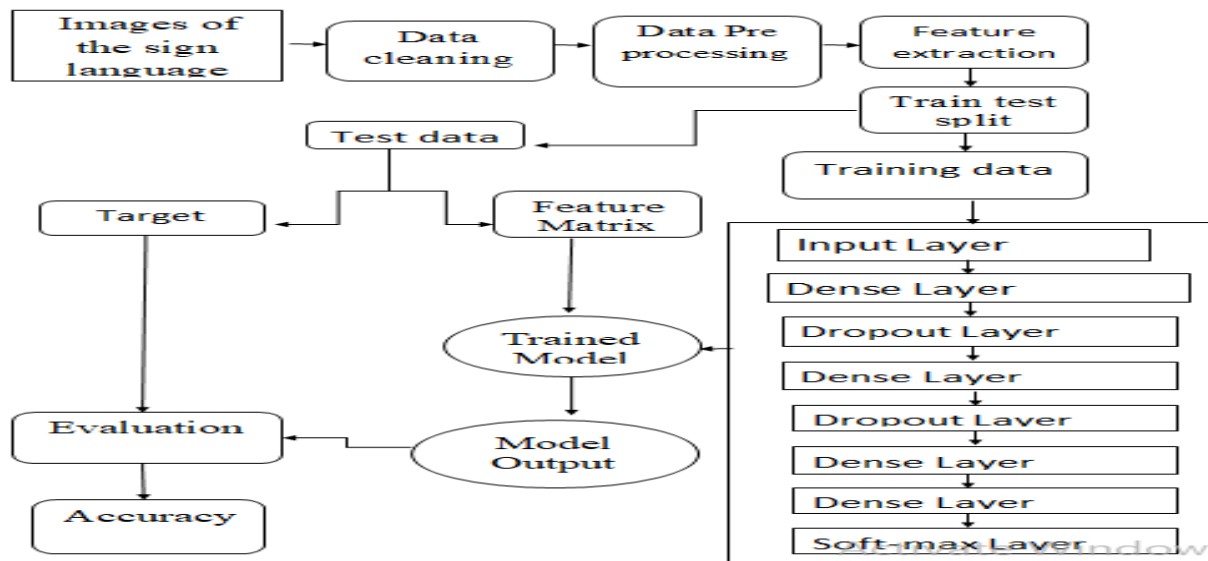 Images of
the sign
language
Data
cleaning
Data Pre
processing
Feature
extraction
Train test
split
Test data
Training data
Target
Feature
Matrix
Input Layer
Dense Layer
Dropout Layer
Trained
Model
Dense Layer
Dropout Layer
Evaluation
Model
Output
Dense Layer
Dense Layer
Accuracy
Soft-max Layer
Activate Window